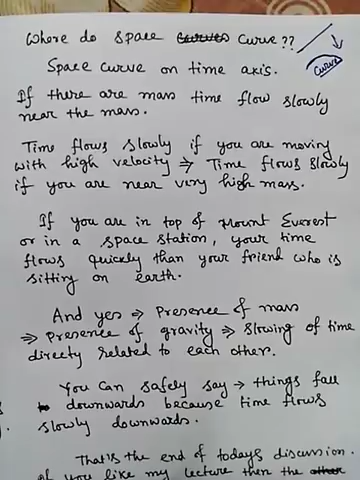 Where do space curves curve??
curve
Space curve on time axis.
If there are mass time flow slowly
near the mass.
Time flows slowly if you are moving
with high velocity ⇒ Time flows slowly
if you are near very high mass.
If you are in top of Mount Everest
or in a space station, your time
flows quickly than your friend who is
sitting on earth.
And yes ⇒ Presence of mass
⇒ presence of gravity ⇒ slowing of time
directly related to each other.
You can safely say → things fall
downwards because time flows
slowly downwards.
That's the end of todays discussion.
If you like my lecture then the other